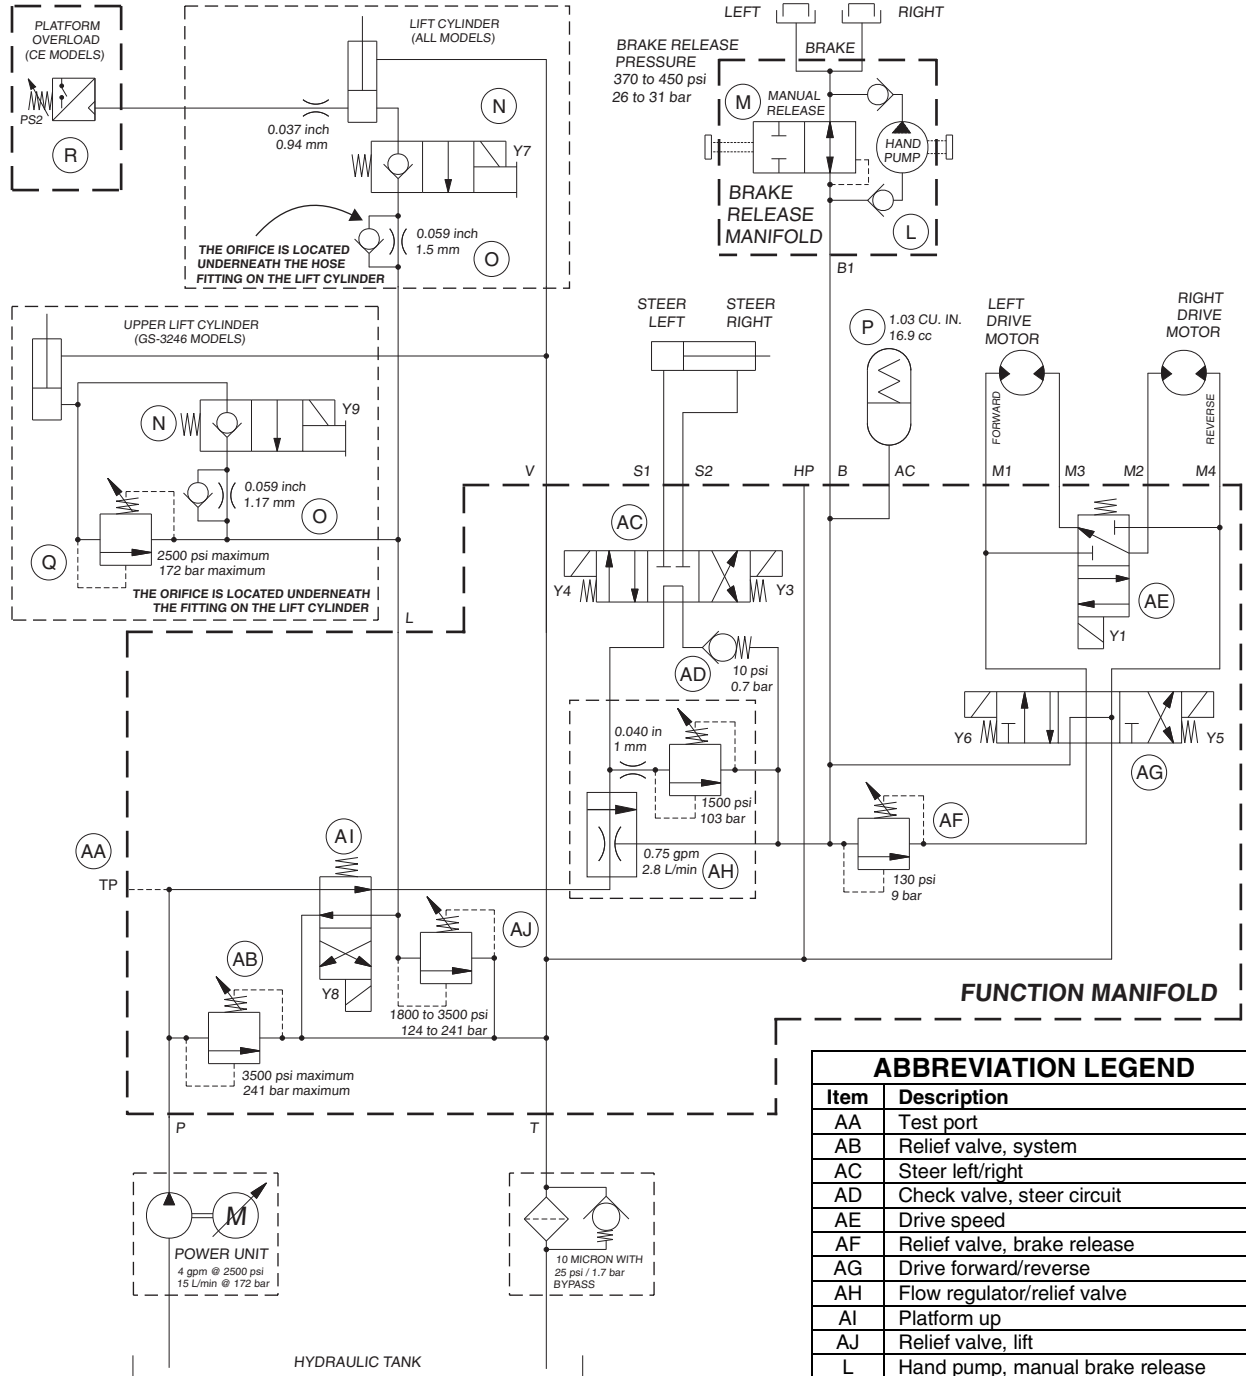 PLATFORM
OVERLOAD
(CE MODELS)
PS2
R
LIFT CYLINDER
(ALL MODELS)
0.037 inch
0.94 mm
N
Y7
THE ORIFICE IS LOCATED
UNDERNEATH THE HOSE
FITTING ON THE LIFT CYLINDER
0.059 inch
1.5 mm
O
LEFT
RIGHT
BRAKE
BRAKE RELEASE
PRESSURE
370 to 450 psi
26 to 31 bar
M
MANUAL
RELEASE
HAND
PUMP
BRAKE
RELEASE
MANIFOLD
L
B1
UPPER LIFT CYLINDER
(GS-3246 MODELS)
N
Y9
0.059 inch
1.17 mm
O
Q
2500 psi maximum
172 bar maximum
THE ORIFICE IS LOCATED UNDERNEATH
THE FITTING ON THE LIFT CYLINDER
STEER
LEFT
STEER
RIGHT
P
1.03 CU. IN.
16.9 cc
LEFT
DRIVE
MOTOR
RIGHT
DRIVE
MOTOR
FORWARD
REVERSE
V
S1
S2
HP
B
AC
M1
M3
M2
M4
L
AC
Y4
Y3
AE
Y1
AD
10 psi
0.7 bar
0.040 in
1 mm
1500 psi
103 bar
Y6
Y5
AG
AF
130 psi
9 bar
0.75 gpm
2.8 L/min
AH
AA
TP
AI
Y8
AJ
1800 to 3500 psi
124 to 241 bar
AB
3500 psi maximum
241 bar maximum
FUNCTION MANIFOLD
P
T
M
POWER UNIT
4 gpm @ 2500 psi
15 L/min @ 172 bar
10 MICRON WITH
25 psi / 1.7 bar
BYPASS
HYDRAULIC TANK
ABBREVIATION LEGEND
Item Description
AA Test port
AB Relief valve, system
AC Steer left/right
AD Check valve, steer circuit
AE Drive speed
AF Relief valve, brake release
AG Drive forward/reverse
AH Flow regulator/relief valve
AI Platform up
AJ Relief valve, lift
L Hand pump, manual brake release